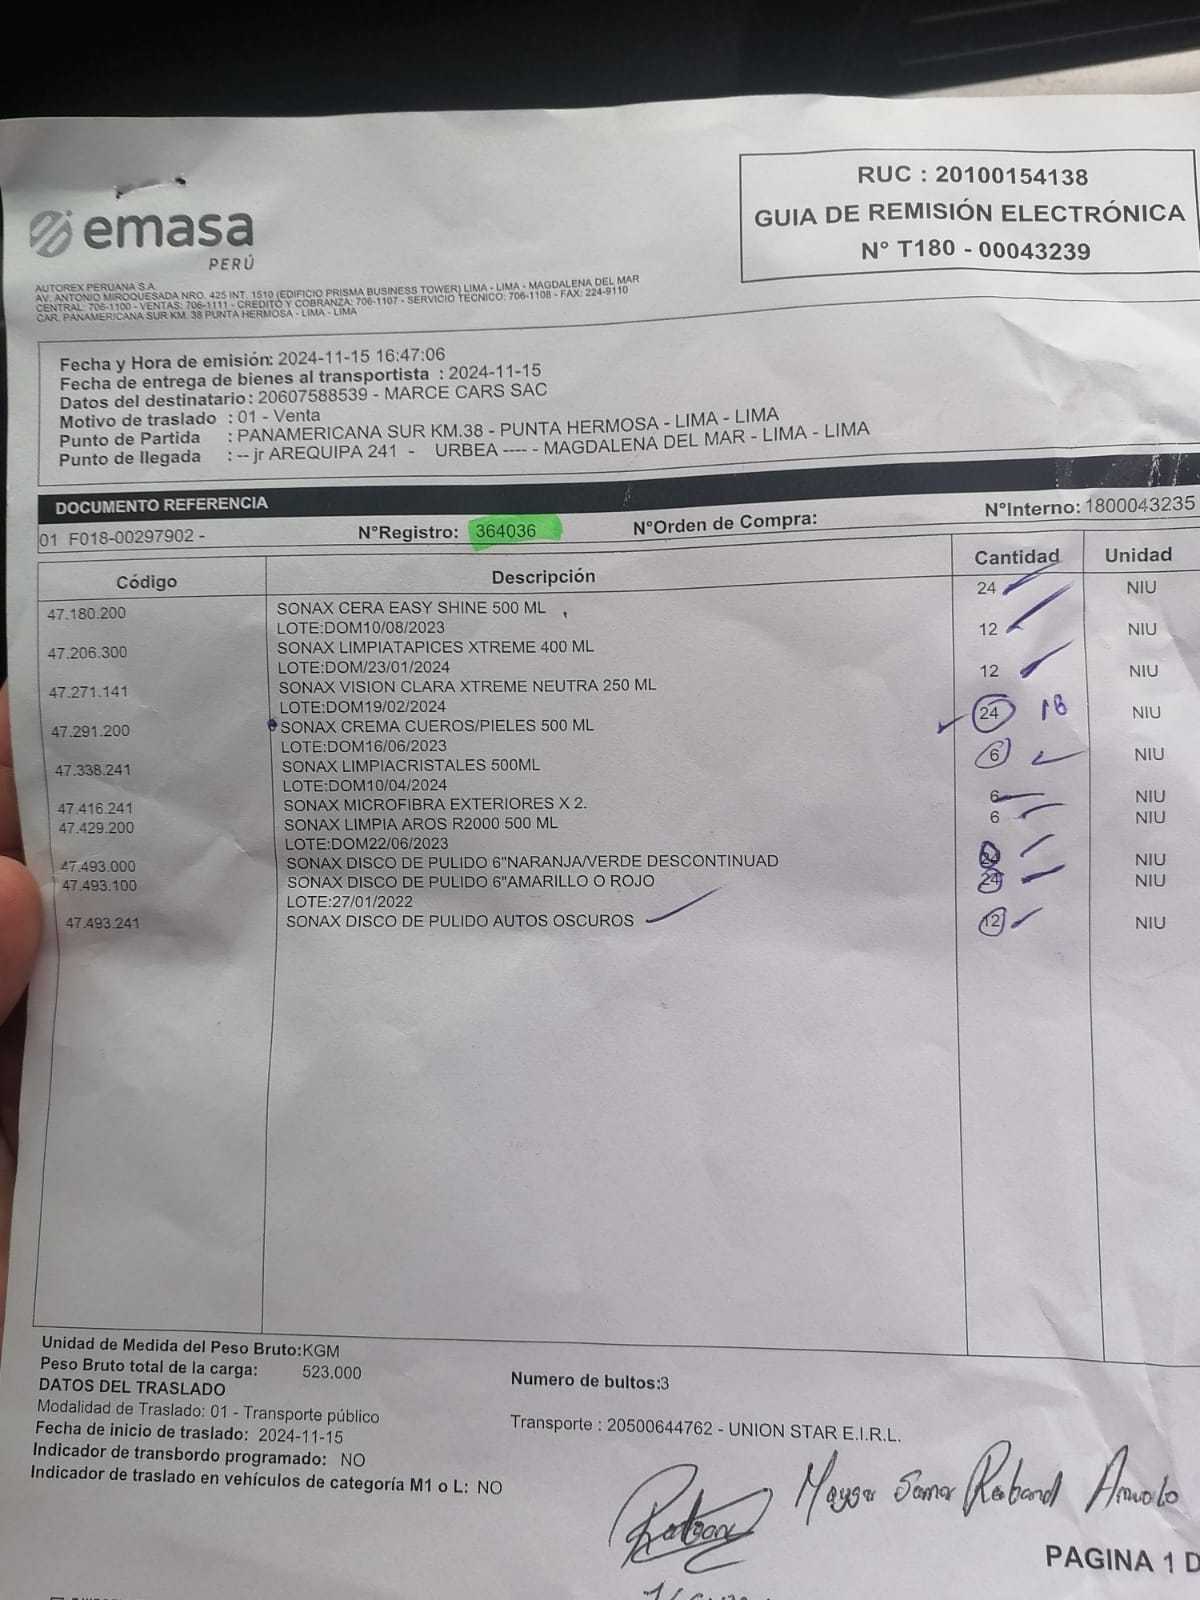 emasa
PERÚ
RUC : 20100154138
GUIA DE REMISIÓN ELECTRÓNICA
N° T180 - 00043239
AUTOREX PERUANA S.A.
AV. ANTONIO MIROQUESADA NRO. 425 INT. 1510 (EDIFICIO PRISMA BUSINESS TOWER) LIMA - LIMA - MAGDALENA DEL MAR
CENTRAL: 706-1100 - VENTAS: 706-1111 - CREDITO Y COBRANZA: 706-1107 - SERVICIO TECNICO: 706-1108 - FAX: 224-9110
CAR. PANAMERICANA SUR KM. 38 PUNTA HERMOSA - LIMA - LIMA
Fecha y Hora de emisión: 2024-11-15 16:47:06
Fecha de entrega de bienes al transportista : 2024-11-15
Datos del destinatario : 20607588539 - MARCE CARS SAC
Motivo de traslado : 01 - Venta
Punto de Partida : PANAMERICANA SUR KM.38 - PUNTA HERMOSA - LIMA - LIMA
Punto de llegada : -- jr AREQUIPA 241 - URBEA ---- - MAGDALENA DEL MAR - LIMA - LIMA
DOCUMENTO REFERENCIA
01 F018-00297902 - N°Registro: 364036 N°Orden de Compra: N°Interno: 1800043235
Código Descripción Cantidad Unidad
47.180.200 SONAX CERA EASY SHINE 500 ML 24 NIU
LOTE:DOM10/08/2023
47.206.300 SONAX LIMPIATAPICES XTREME 400 ML 12 NIU
LOTE:DOM/23/01/2024
47.271.141 SONAX VISION CLARA XTREME NEUTRA 250 ML 12 NIU
LOTE:DOM19/02/2024
47.291.200 SONAX CREMA CUEROS/PIELES 500 ML 24 18 NIU
LOTE:DOM16/06/2023
47.338.241 SONAX LIMPIACRISTALES 500ML 6 NIU
LOTE:DOM10/04/2024
47.416.241 SONAX MICROFIBRA EXTERIORES X 2. 6 NIU
47.429.200 SONAX LIMPIA AROS R2000 500 ML 6 NIU
LOTE:DOM22/06/2023
47.493.000 SONAX DISCO DE PULIDO 6"NARANJA/VERDE DESCONTINUAD 24 NIU
47.493.100 SONAX DISCO DE PULIDO 6"AMARILLO O ROJO 24 NIU
LOTE:27/01/2022
47.493.241 SONAX DISCO DE PULIDO AUTOS OSCUROS 12 NIU
Unidad de Medida del Peso Bruto:KGM
Peso Bruto total de la carga: 523.000
Numero de bultos:3
DATOS DEL TRASLADO
Modalidad de Traslado: 01 - Transporte público
Transporte : 20500644762 - UNION STAR E.I.R.L.
Fecha de inicio de traslado: 2024-11-15
Indicador de transbordo programado: NO
Indicador de traslado en vehículos de categoría M1 o L: NO
PAGINA 1 D